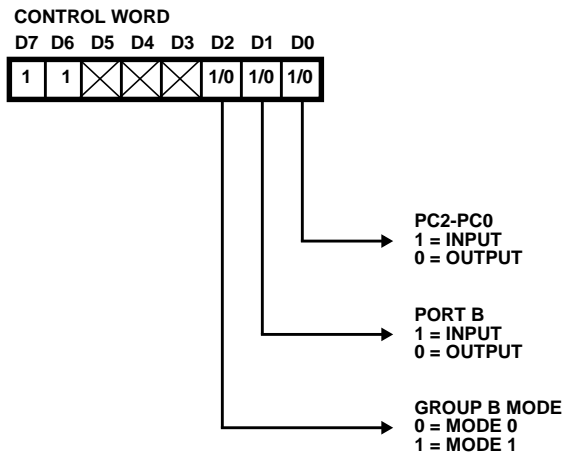 CONTROL WORD
D7 D6 D5 D4 D3 D2 D1 D0
1 1 1/0 1/0 1/0
PC2-PC0
1 = INPUT
0 = OUTPUT
PORT B
1 = INPUT
0 = OUTPUT
GROUP B MODE
0 = MODE 0
1 = MODE 1